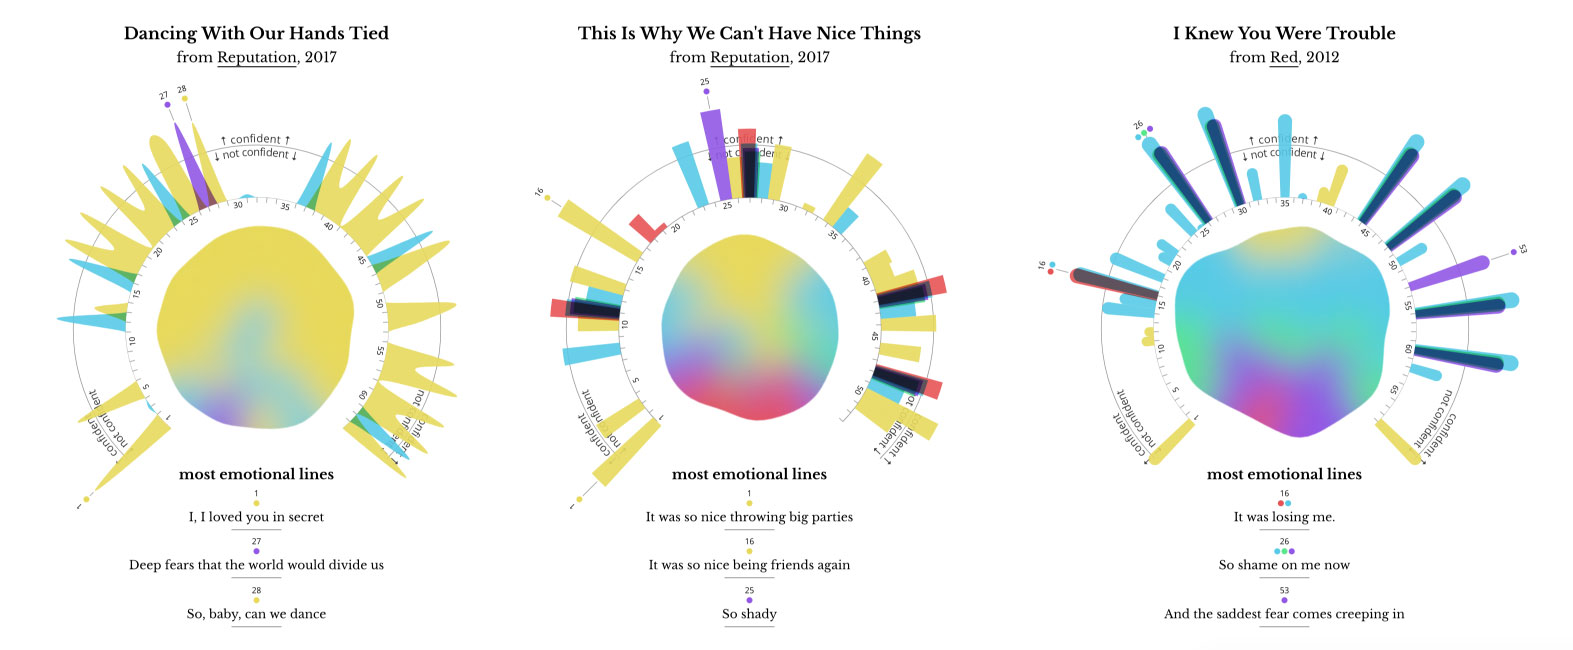 Dancing With Our Hands Tied
from Reputation, 2017
27
28
↑ confident ↑
↓ not confident ↓
1
5
10
15
20
25
30
35
40
45
50
55
60
confident
not confident
not confident
confident
1
most emotional lines
1
I, I loved you in secret
27
Deep fears that the world would divide us
28
So, baby, can we dance
This Is Why We Can't Have Nice Things
from Reputation, 2017
25
16
↑ confident ↑
↓ not confident ↓
1
5
10
15
20
25
30
35
40
45
50
confident
not confident
not confident
confident
1
most emotional lines
1
It was so nice throwing big parties
16
It was so nice being friends again
25
So shady
I Knew You Were Trouble
from Red, 2012
26
16
53
↑ confident ↑
↓ not confident ↓
1
5
10
15
20
25
30
35
40
45
50
55
60
65
confident
not confident
not confident
confident
most emotional lines
16
It was losing me.
26
So shame on me now
53
And the saddest fear comes creeping in